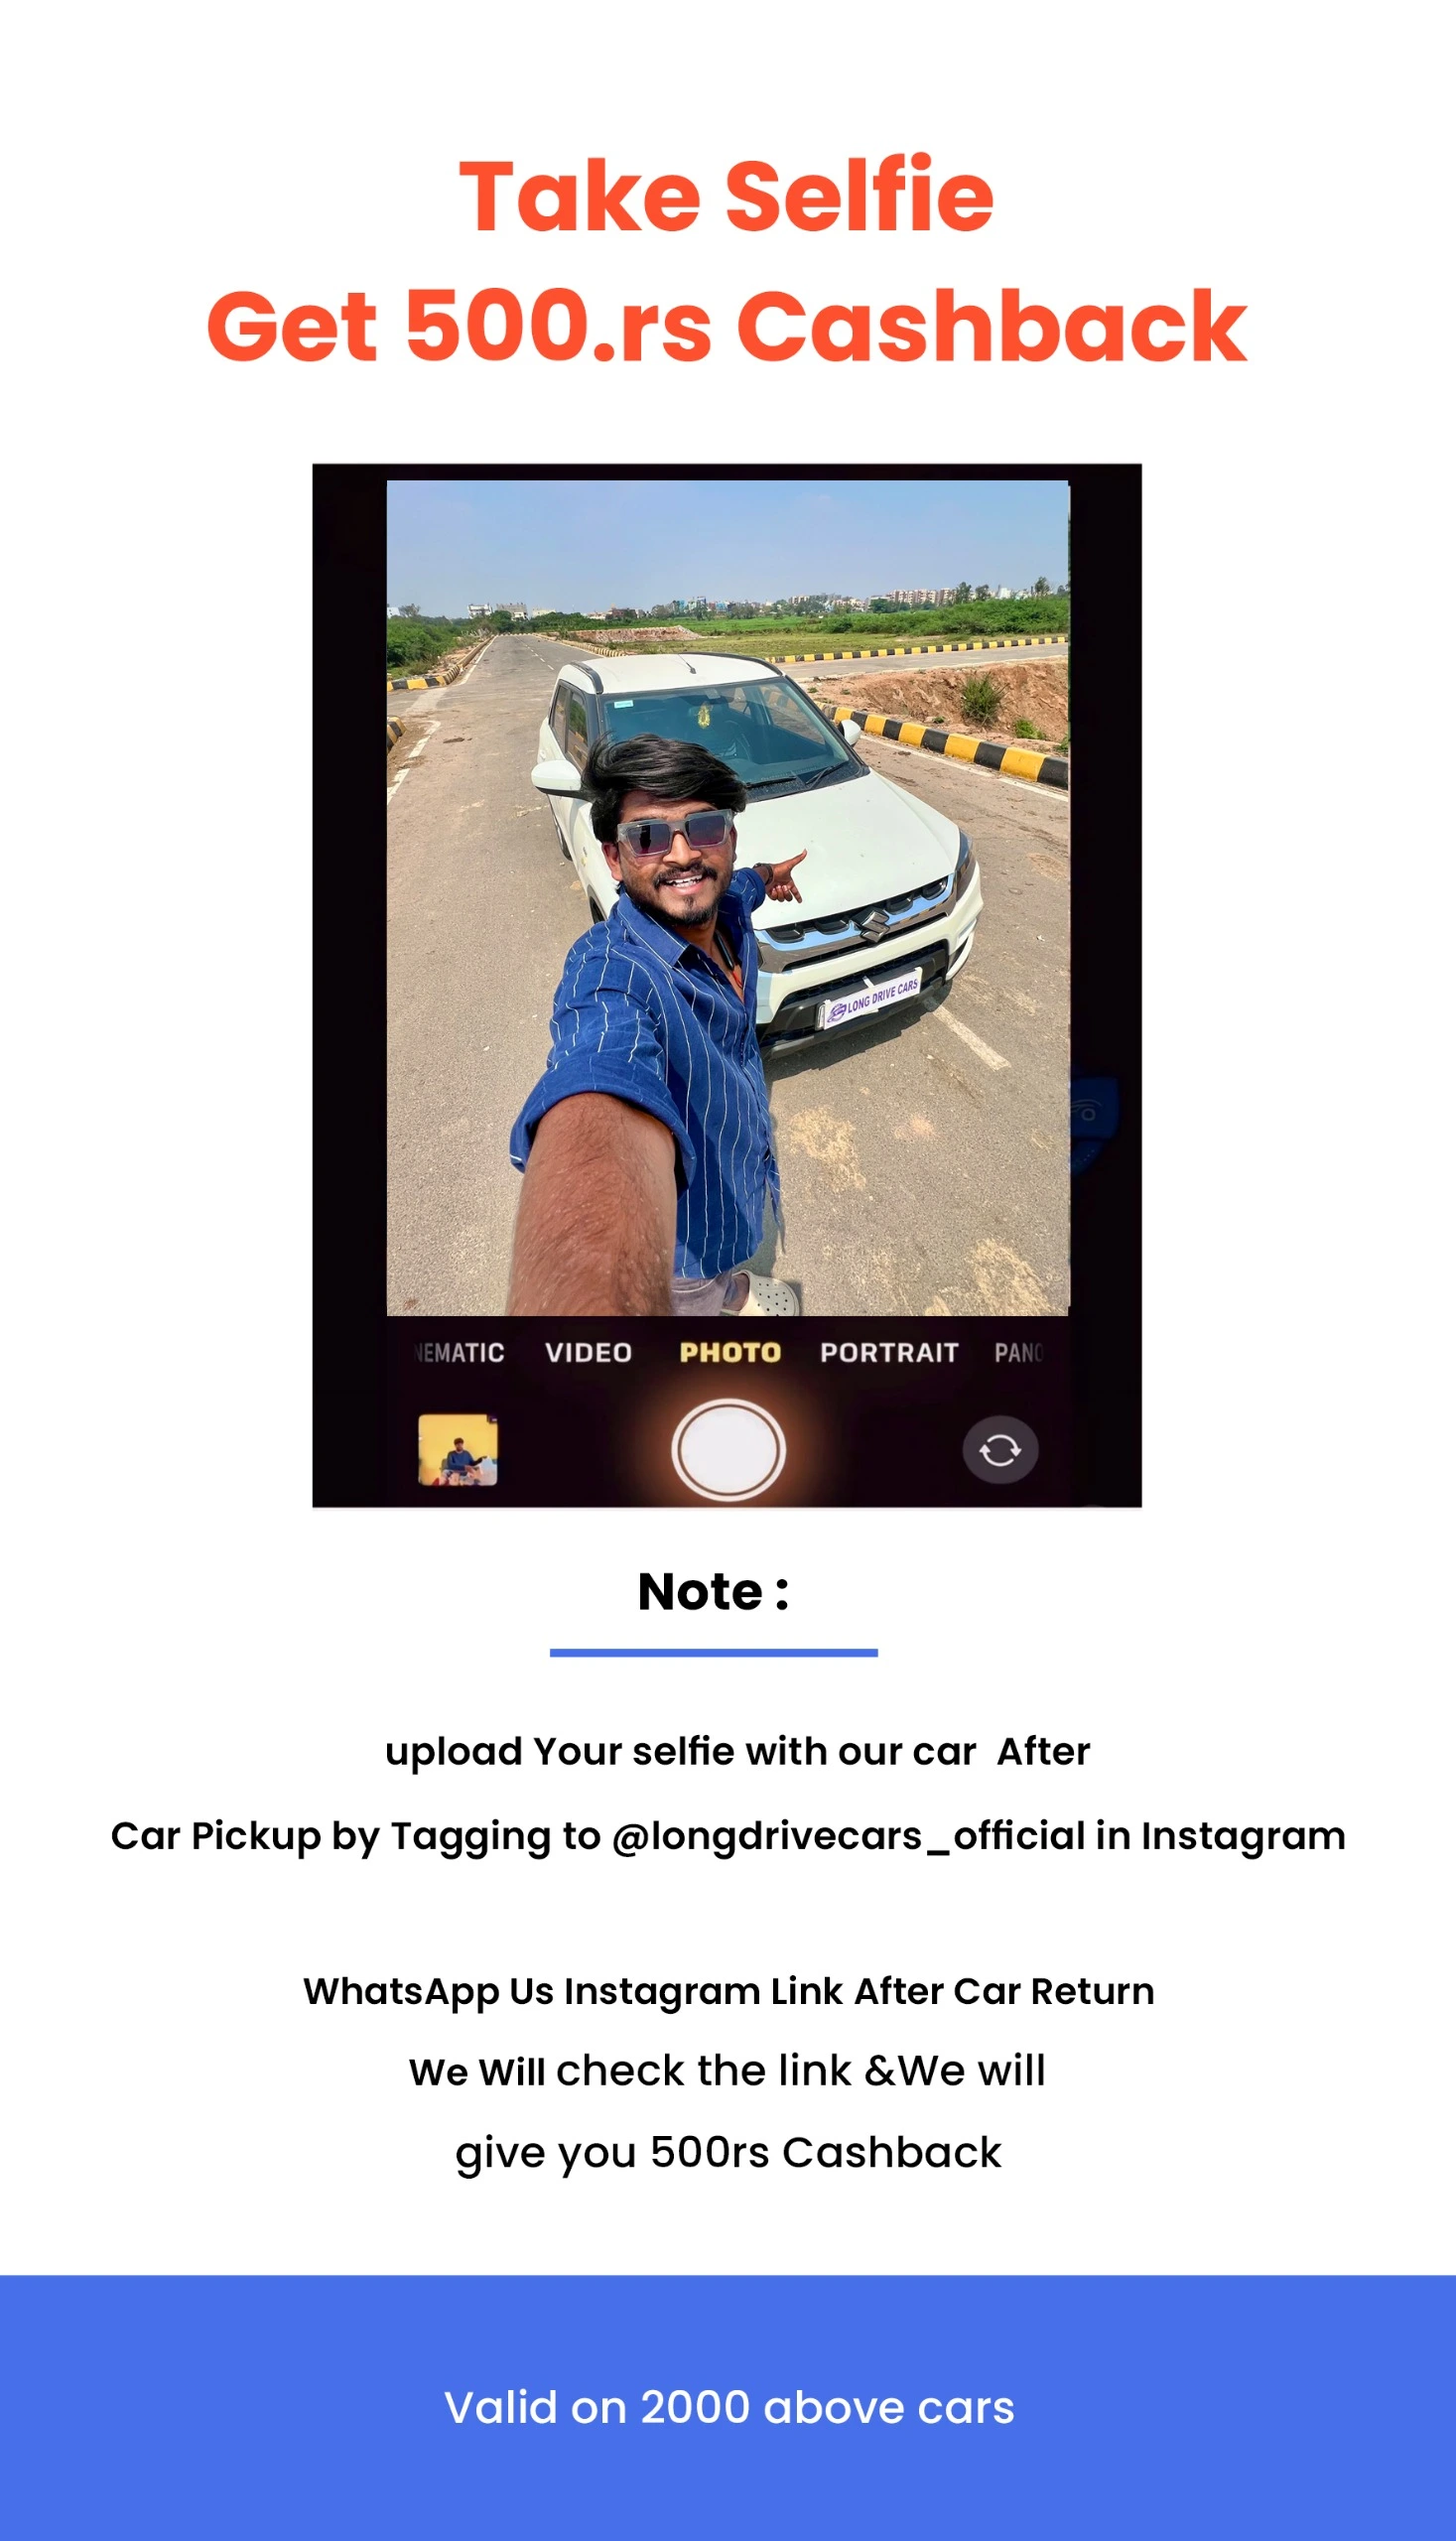 Take Selfie
Get 500.rs Cashback
LONG DRIVE CARS
NEMATIC VIDEO PHOTO PORTRAIT PANO
Note :
upload Your selfie with our car After
Car Pickup by Tagging to @longdrivecars_official in Instagram
WhatsApp Us Instagram Link After Car Return
We Will check the link &We will
give you 500rs Cashback
Valid on 2000 above cars